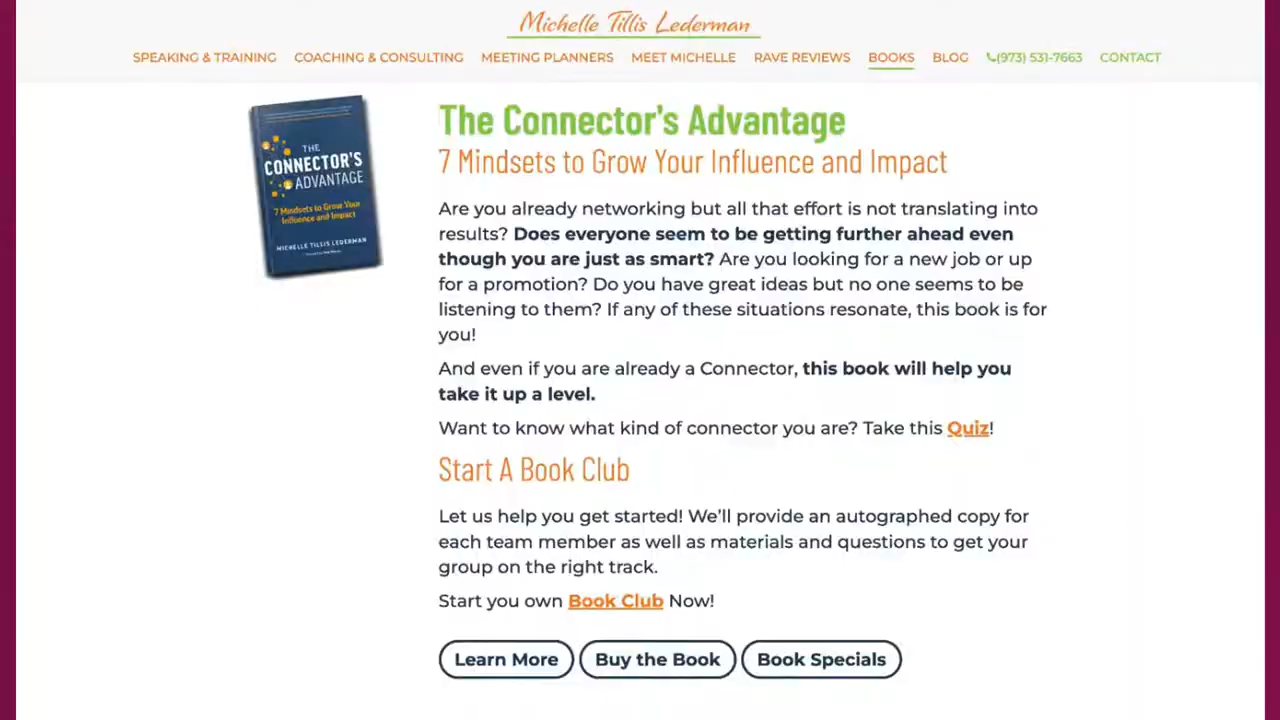 Michelle Tillis Lederman
SPEAKING & TRAINING COACHING & CONSULTING MEETING PLANNERS MEET MICHELLE RAVE REVIEWS BOOKS BLOG (973) 531-7663 CONTACT
THE
CONNECTOR'S
ADVANTAGE
7 Mindsets to Grow Your
Influence and Impact
MICHELLE TILLIS LEDERMAN
The Connector's Advantage
7 Mindsets to Grow Your Influence and Impact
Are you already networking but all that effort is not translating into
results? Does everyone seem to be getting further ahead even
though you are just as smart? Are you looking for a new job or up
for a promotion? Do you have great ideas but no one seems to be
listening to them? If any of these situations resonate, this book is for
you!
And even if you are already a Connector, this book will help you
take it up a level.
Want to know what kind of connector you are? Take this Quiz!
Start A Book Club
Let us help you get started! We'll provide an autographed copy for
each team member as well as materials and questions to get your
group on the right track.
Start you own Book Club Now!
Learn More Buy the Book Book Specials